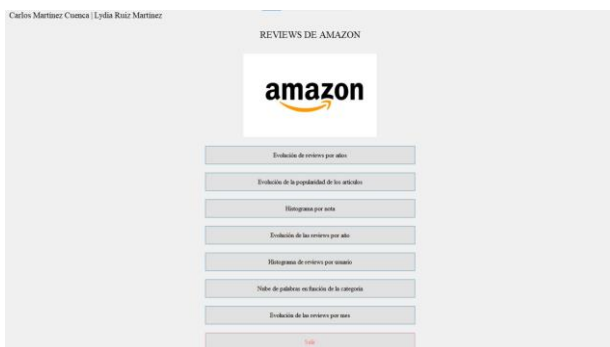 Carlos Martínez Cuenca | Lydia Ruiz Martínez
REVIEWS DE AMAZON
amazon
Evolución de reviews por años
Evolución de la popularidad de los artículos
Histograma por nota
Evolución de las reviews por año
Histograma de reviews por usuario
Nube de palabras en función de la categoría
Evolución de las reviews por mes
Salir